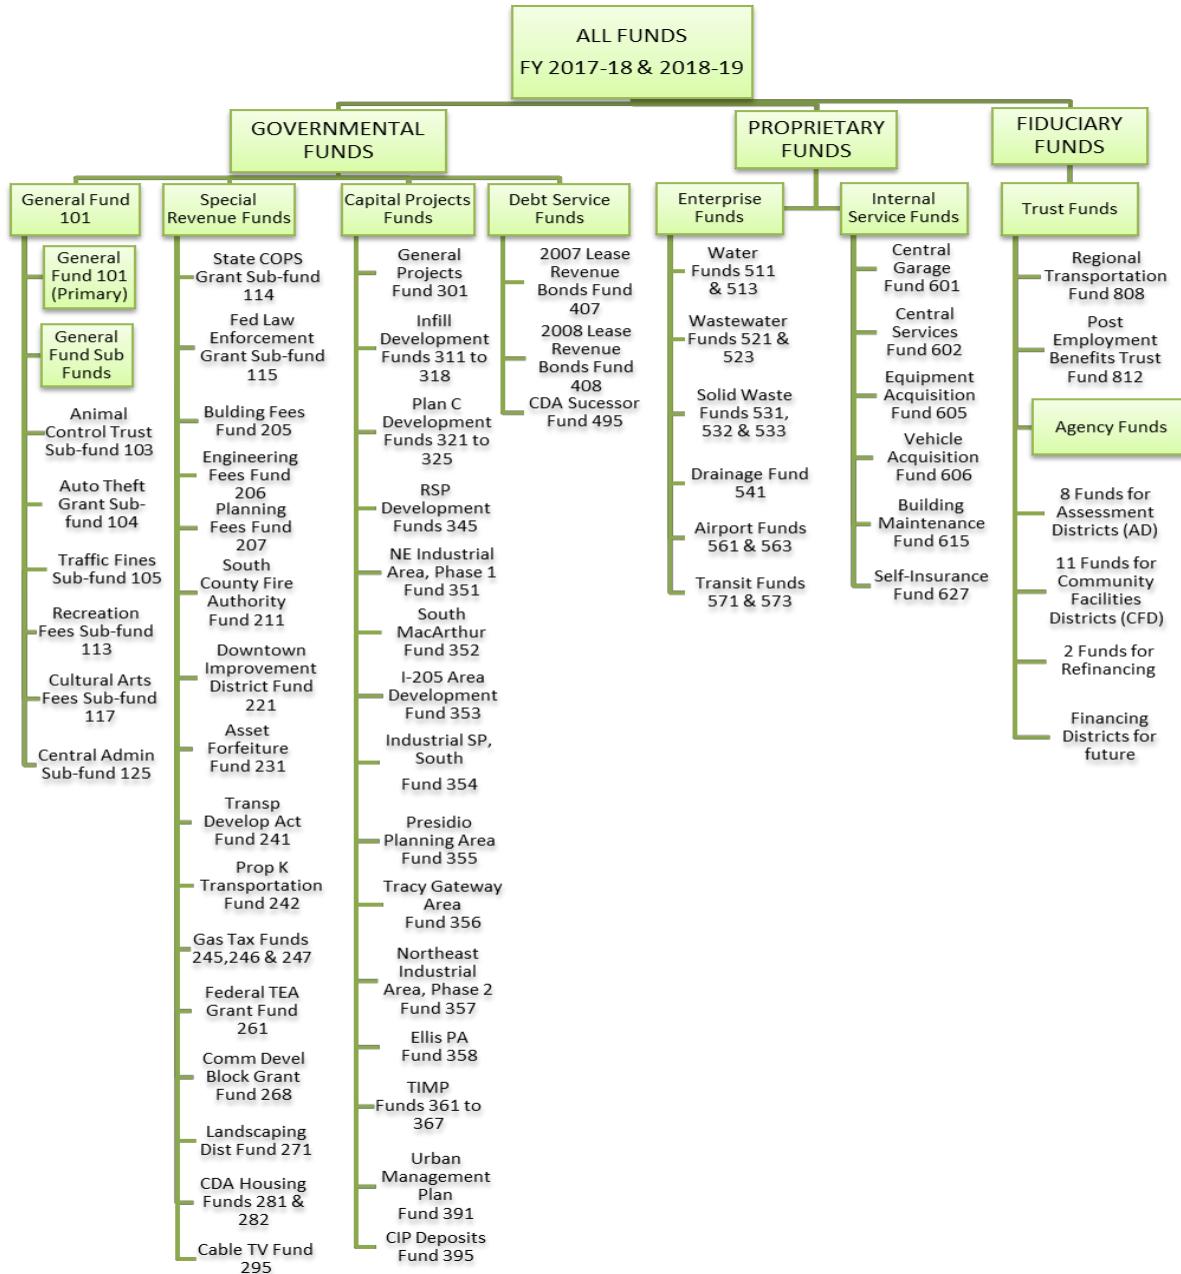 ALL FUNDS
FY 2017-18 & 2018-19
GOVERNMENTAL
FUNDS
PROPRIETARY
FUNDS
FIDUCIARY
FUNDS
General Fund
101
Special
Revenue Funds
Capital Projects
Funds
Debt Service
Funds
Enterprise
Funds
Internal
Service Funds
Trust Funds
General
Fund 101
(Primary)
General
Fund Sub
Funds
Animal
Control Trust
Sub-fund 103
Auto Theft
Grant Sub-
fund 104
Traffic Fines
Sub-fund 105
Recreation
Fees Sub-fund
113
Cultural Arts
Fees Sub-fund
117
Central Admin
Sub-fund 125
State COPS
Grant Sub-fund
114
Fed Law
Enforcement
Grant Sub-fund
115
Bulding Fees
Fund 205
Engineering
Fees Fund
206
Planning
Fees Fund
207
South
County Fire
Authority
Fund 211
Downtown
Improvement
District Fund
221
Asset
Forfeiture
Fund 231
Transp
Develop Act
Fund 241
Prop K
Transportation
Fund 242
Gas Tax Funds
245,246 & 247
Federal TEA
Grant Fund
261
Comm Devel
Block Grant
Fund 268
Landscaping
Dist Fund 271
CDA Housing
Funds 281 &
282
Cable TV Fund
295
General
Projects
Fund 301
Infill
Development
Funds 311 to
318
Plan C
Development
Funds 321 to
325
RSP
Development
Funds 345
NE Industrial
Area, Phase 1
Fund 351
South
MacArthur
Fund 352
I-205 Area
Development
Fund 353
Industrial SP,
South
Fund 354
Presidio
Planning Area
Fund 355
Tracy Gateway
Area
Fund 356
Northeast
Industrial
Area, Phase 2
Fund 357
Ellis PA
Fund 358
TIMP
Funds 361 to
367
Urban
Management
Plan
Fund 391
CIP Deposits
Fund 395
2007 Lease
Revenue
Bonds Fund
407
2008 Lease
Revenue
Bonds Fund
408
CDA Sucessor
Fund 495
Water
Funds 511
& 513
Wastewater
Funds 521 &
523
Solid Waste
Funds 531,
532 & 533
Drainage Fund
541
Airport Funds
561 & 563
Transit Funds
571 & 573
Central
Garage
Fund 601
Central
Services
Fund 602
Equipment
Acquisition
Fund 605
Vehicle
Acquisition
Fund 606
Building
Maintenance
Fund 615
Self-Insurance
Fund 627
Regional
Transportation
Fund 808
Post
Employment
Benefits Trust
Fund 812
Agency Funds
8 Funds for
Assessment
Districts (AD)
11 Funds for
Community
Facilities
Districts (CFD)
2 Funds for
Refinancing
Financing
Districts for
future